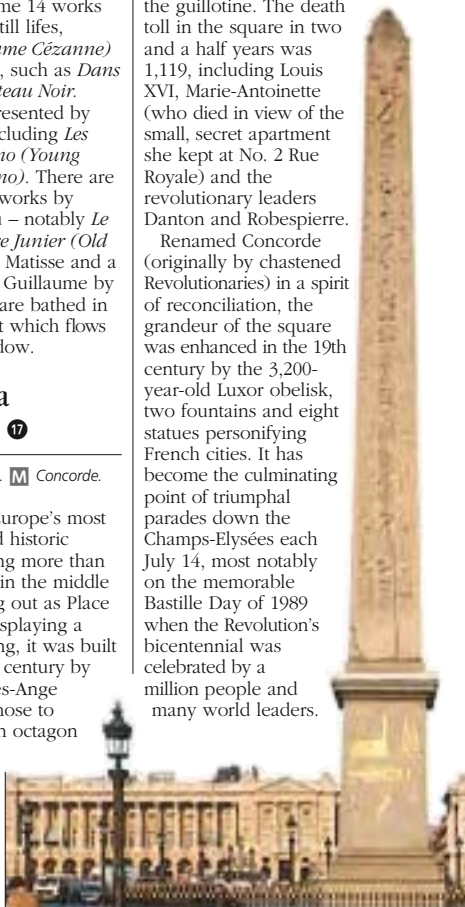 me 14 works
till lifes,
ame Cézanne)
, such as Dans
teau Noir.
resented by
cluding Les
no (Young
no). There are
works by
u – notably Le
re Junier (Old
Matisse and a
Guillaume by
are bathed in
t which flows
dow.
a
17
. M Concorde.
Europe's most
d historic
ng more than
in the middle
g out as Place
splaying a
ng, it was built
century by
es-Ange
hose to
n octagon
the guillotine. The death
toll in the square in two
and a half years was
1,119, including Louis
XVI, Marie-Antoinette
(who died in view of the
small, secret apartment
she kept at No. 2 Rue
Royale) and the
revolutionary leaders
Danton and Robespierre.
Renamed Concorde
(originally by chastened
Revolutionaries) in a spirit
of reconciliation, the
grandeur of the square
was enhanced in the 19th
century by the 3,200-
year-old Luxor obelisk,
two fountains and eight
statues personifying
French cities. It has
become the culminating
point of triumphal
parades down the
Champs-Elysées each
July 14, most notably
on the memorable
Bastille Day of 1989
when the Revolution's
bicentennial was
celebrated by a
million people and
many world leaders.